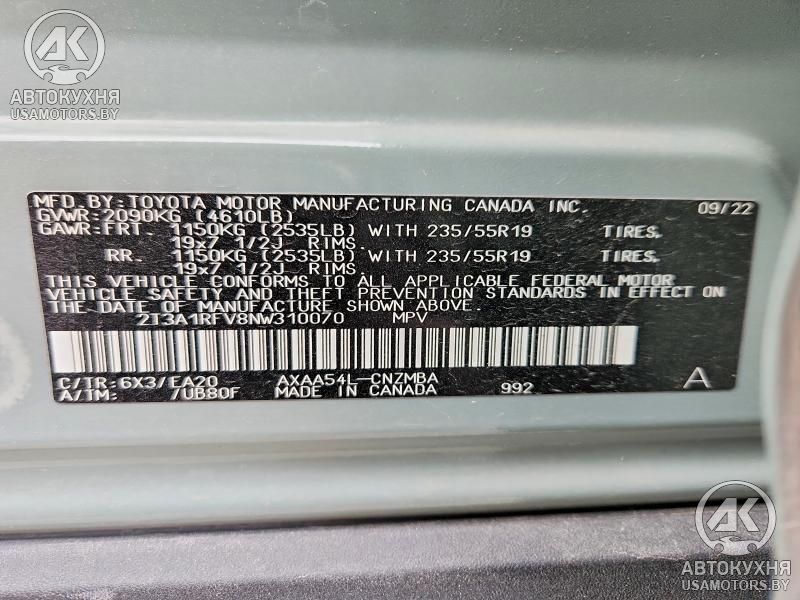 AK
АВТОКУХНЯ
USAMOTORS.BY
MFD.BY:TOYOTA MOTOR MANUFACTURING CANADA INC. 09/22
GVWR:2090KG (4610LB)
GAWR:FRT. 1150KG (2535LB) WITH 235/55R19 TIRES,
19x7 1/2J RIMS.
RR. 1150KG (2535LB) WITH 235/55R19 TIRES,
19x7 1/2J RIMS.
THIS VEHICLE CONFORMS TO ALL APPLICABLE FEDERAL MOTOR
VEHICLE SAFETY AND THEFT PREVENTION STANDARDS IN EFFECT ON
THE DATE OF MANUFACTURE SHOWN ABOVE.
2T3A1RFV8NW310070 MPV
C/TR:6X3/EA20 AXAA54L-CNZMBA A
A/TM: /UB80F MADE IN CANADA 992
AK
АВТОКУХНЯ
USAMOTORS.BY